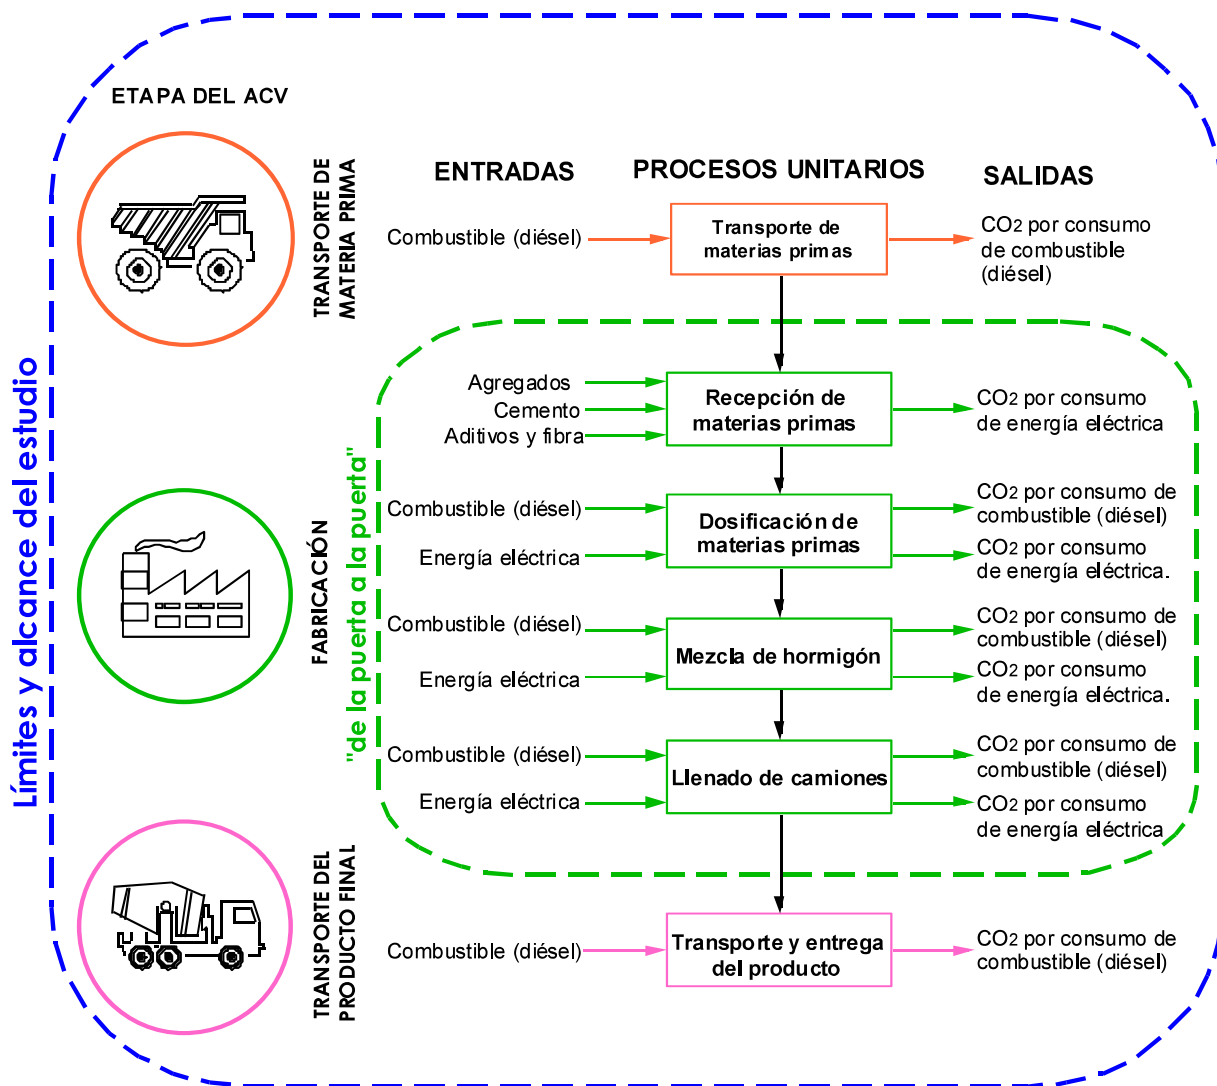 ETAPA DEL ACV
Límites y alcance del estudio
TRANSPORTE DE
MATERIA PRIMA
ENTRADAS
PROCESOS UNITARIOS
SALIDAS
Combustible (diésel)
Transporte de
materias primas
CO2 por consumo
de combustible
(diésel)
FABRICACIÓN
"de la puerta a la puerta"
Agregados
Cemento
Aditivos y fibra
Recepción de
materias primas
CO2 por consumo
de energía eléctrica
Combustible (diésel)
Energía eléctrica
Dosificación de
materias primas
CO2 por consumo de
combustible (diésel)
CO2 por consumo
de energía eléctrica.
Combustible (diésel)
Energía eléctrica
Mezcla de hormigón
CO2 por consumo de
combustible (diésel)
CO2 por consumo
de energía eléctrica.
Combustible (diésel)
Energía eléctrica
Llenado de camiones
CO2 por consumo de
combustible (diésel)
CO2 por consumo
de energía eléctrica
TRANSPORTE DEL
PRODUCTO FINAL
Combustible (diésel)
Transporte y entrega
del producto
CO2 por consumo de
combustible (diésel)